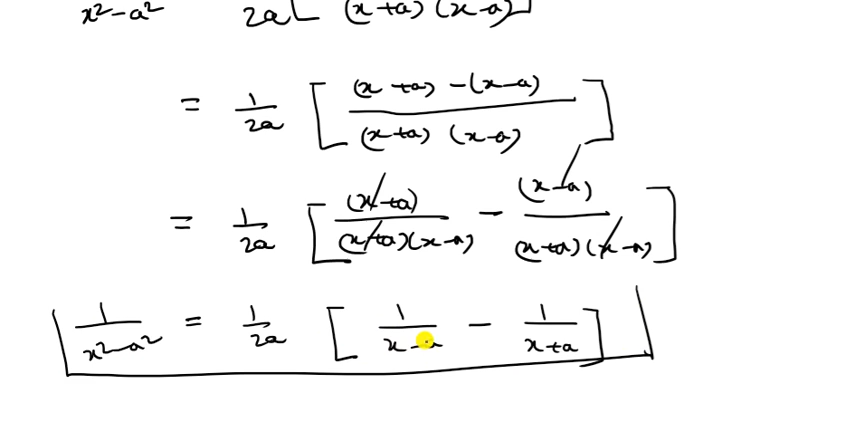 x²-a² 2a[ (x+a) (x-a)]
= 1/2a [ (x+a) -(x-a) / (x+a) (x-a) ]
= 1/2a [ (x+a) / (x+a)(x-a) - (x-a) / (x+a)(x-a) ]
1/x²-a² = 1/2a [ 1/x-a - 1/x+a ]